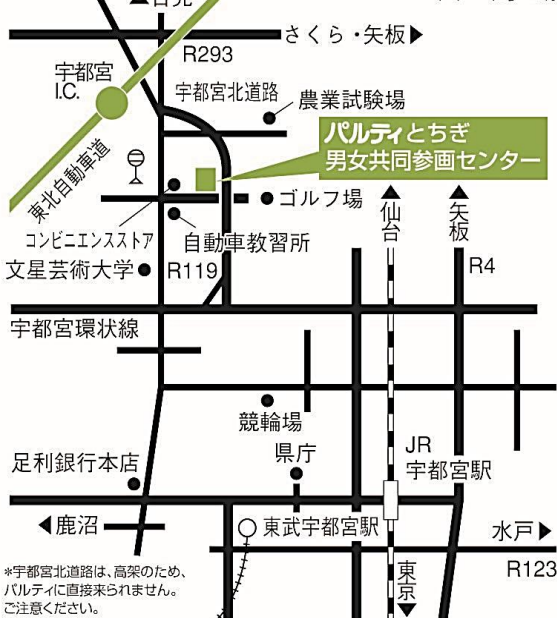 さくら・矢板▶
R293
宇都宮
I.C.
宇都宮北道路
農業試験場
パルティとちぎ
男女共同参画センター
東北自動車道
ゴルフ場
▲仙台
▲矢板
コンビニエンスストア
自動車教習所
文星芸術大学
R119
R4
宇都宮環状線
競輪場
県庁
JR
宇都宮駅
足利銀行本店
◀鹿沼
東武宇都宮駅
水戸▶
R123
東京▼
*宇都宮北道路は、高架のため、
パルティに直接来られません。
ご注意ください。